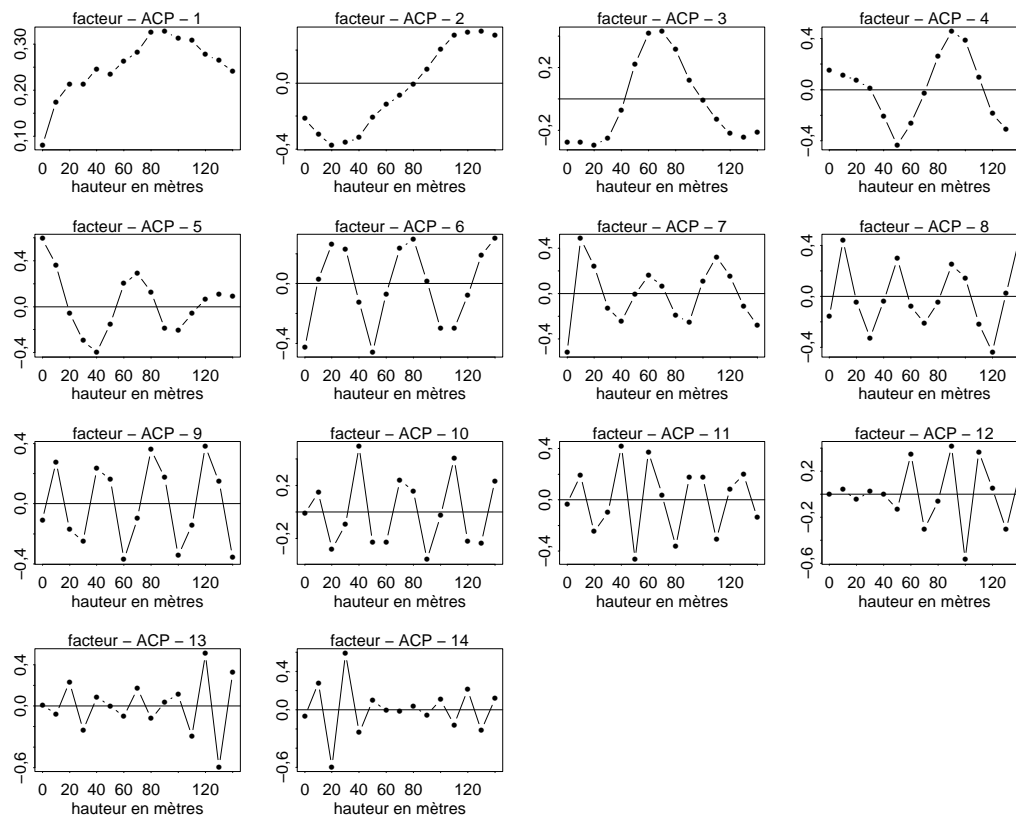 facteur – ACP – 1
0,10 0,20 0,30
0 20 40 60 80 120
hauteur en mètres
facteur – ACP – 2
−0,4 0,0
0 20 40 60 80 120
hauteur en mètres
facteur – ACP – 3
−0,2 0,2
0 20 40 60 80 120
hauteur en mètres
facteur – ACP – 4
−0,4 0,0 0,4
0 20 40 60 80 120
hauteur en mètres
facteur – ACP – 5
−0,4 0,0 0,4
0 20 40 60 80 120
hauteur en mètres
facteur – ACP – 6
−0,4 0,0
0 20 40 60 80 120
hauteur en mètres
facteur – ACP – 7
−0,4 0,0 0,4
0 20 40 60 80 120
hauteur en mètres
facteur – ACP – 8
−0,4 0,0 0,4
0 20 40 60 80 120
hauteur en mètres
facteur – ACP – 9
−0,4 0,0 0,4
0 20 40 60 80 120
hauteur en mètres
facteur – ACP – 10
−0,2 0,2
0 20 40 60 80 120
hauteur en mètres
facteur – ACP – 11
−0,4 0,0 0,4
0 20 40 60 80 120
hauteur en mètres
facteur – ACP – 12
−0,6 −0,2 0,2
0 20 40 60 80 120
hauteur en mètres
facteur – ACP – 13
−0,6 0,0 0,4
0 20 40 60 80 120
hauteur en mètres
facteur – ACP – 14
−0,6 0,0 0,4
0 20 40 60 80 120
hauteur en mètres